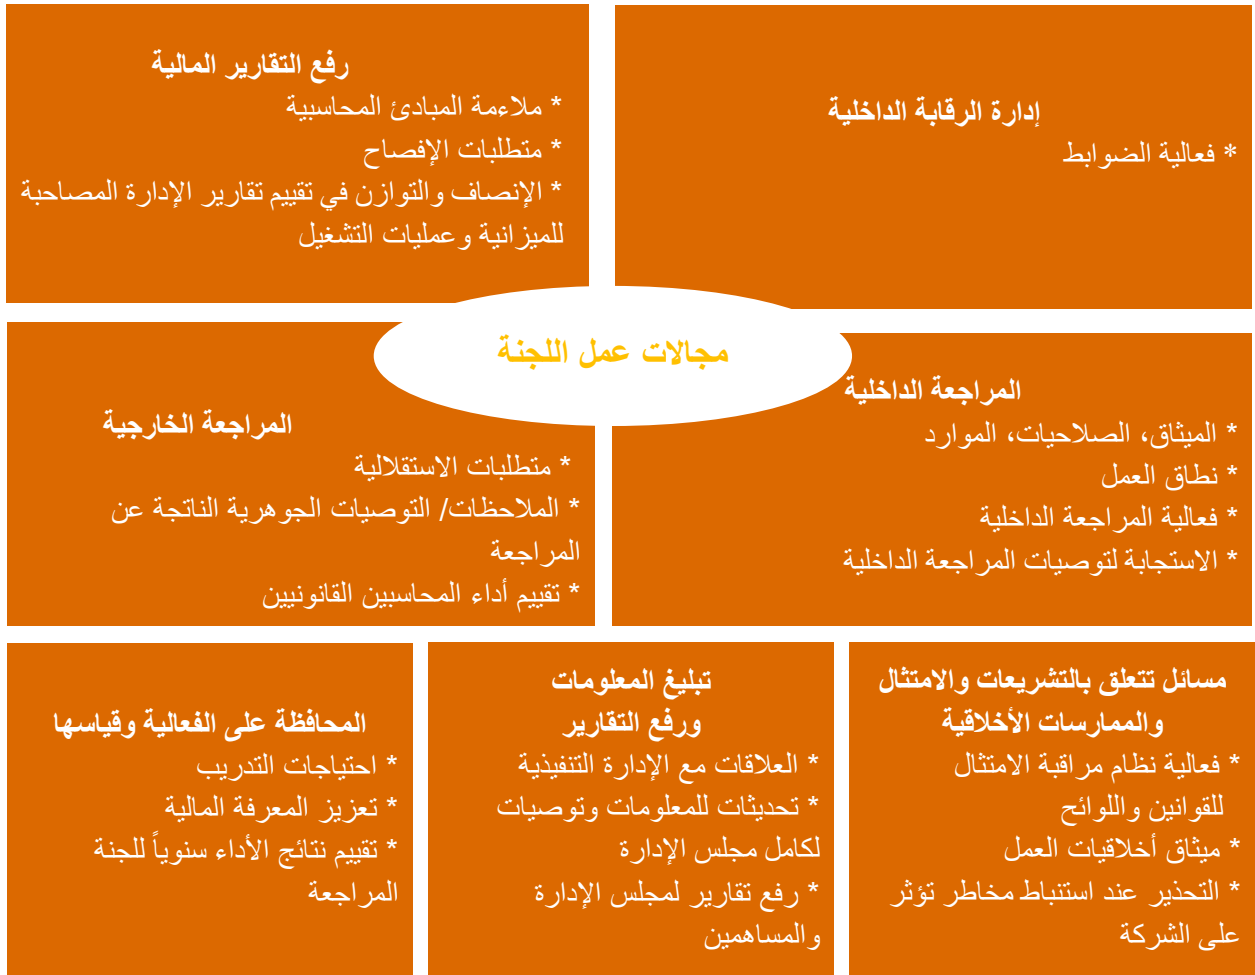 إدارة الرقابة الداخلية
* فعالية الضوابط
رفع التقارير المالية
* ملاءمة المبادئ المحاسبية
* متطلبات الإفصاح
* الإنصاف والتوازن في تقييم تقارير الإدارة المصاحبة
للميزانية وعمليات التشغيل
مجالات عمل اللجنة
المراجعة الداخلية
* الميثاق، الصلاحيات، الموارد
* نطاق العمل
* فعالية المراجعة الداخلية
* الاستجابة لتوصيات المراجعة الداخلية
المراجعة الخارجية
* متطلبات الاستقلالية
* الملاحظات/ التوصيات الجوهرية الناتجة عن
المراجعة
* تقييم أداء المحاسبين القانونيين
مسائل تتعلق بالتشريعات والامتثال
والممارسات الأخلاقية
* فعالية نظام مراقبة الامتثال
للقوانين واللوائح
* ميثاق أخلاقيات العمل
* التحذير عند استنباط مخاطر تؤثر
على الشركة
تبليغ المعلومات
ورفع التقارير
* العلاقات مع الإدارة التنفيذية
* تحديثات للمعلومات وتوصيات
لكامل مجلس الإدارة
* رفع تقارير لمجلس الإدارة
والمساهمين
المحافظة على الفعالية وقياسها
* احتياجات التدريب
* تعزيز المعرفة المالية
* تقييم نتائج الأداء سنوياً للجنة
المراجعة